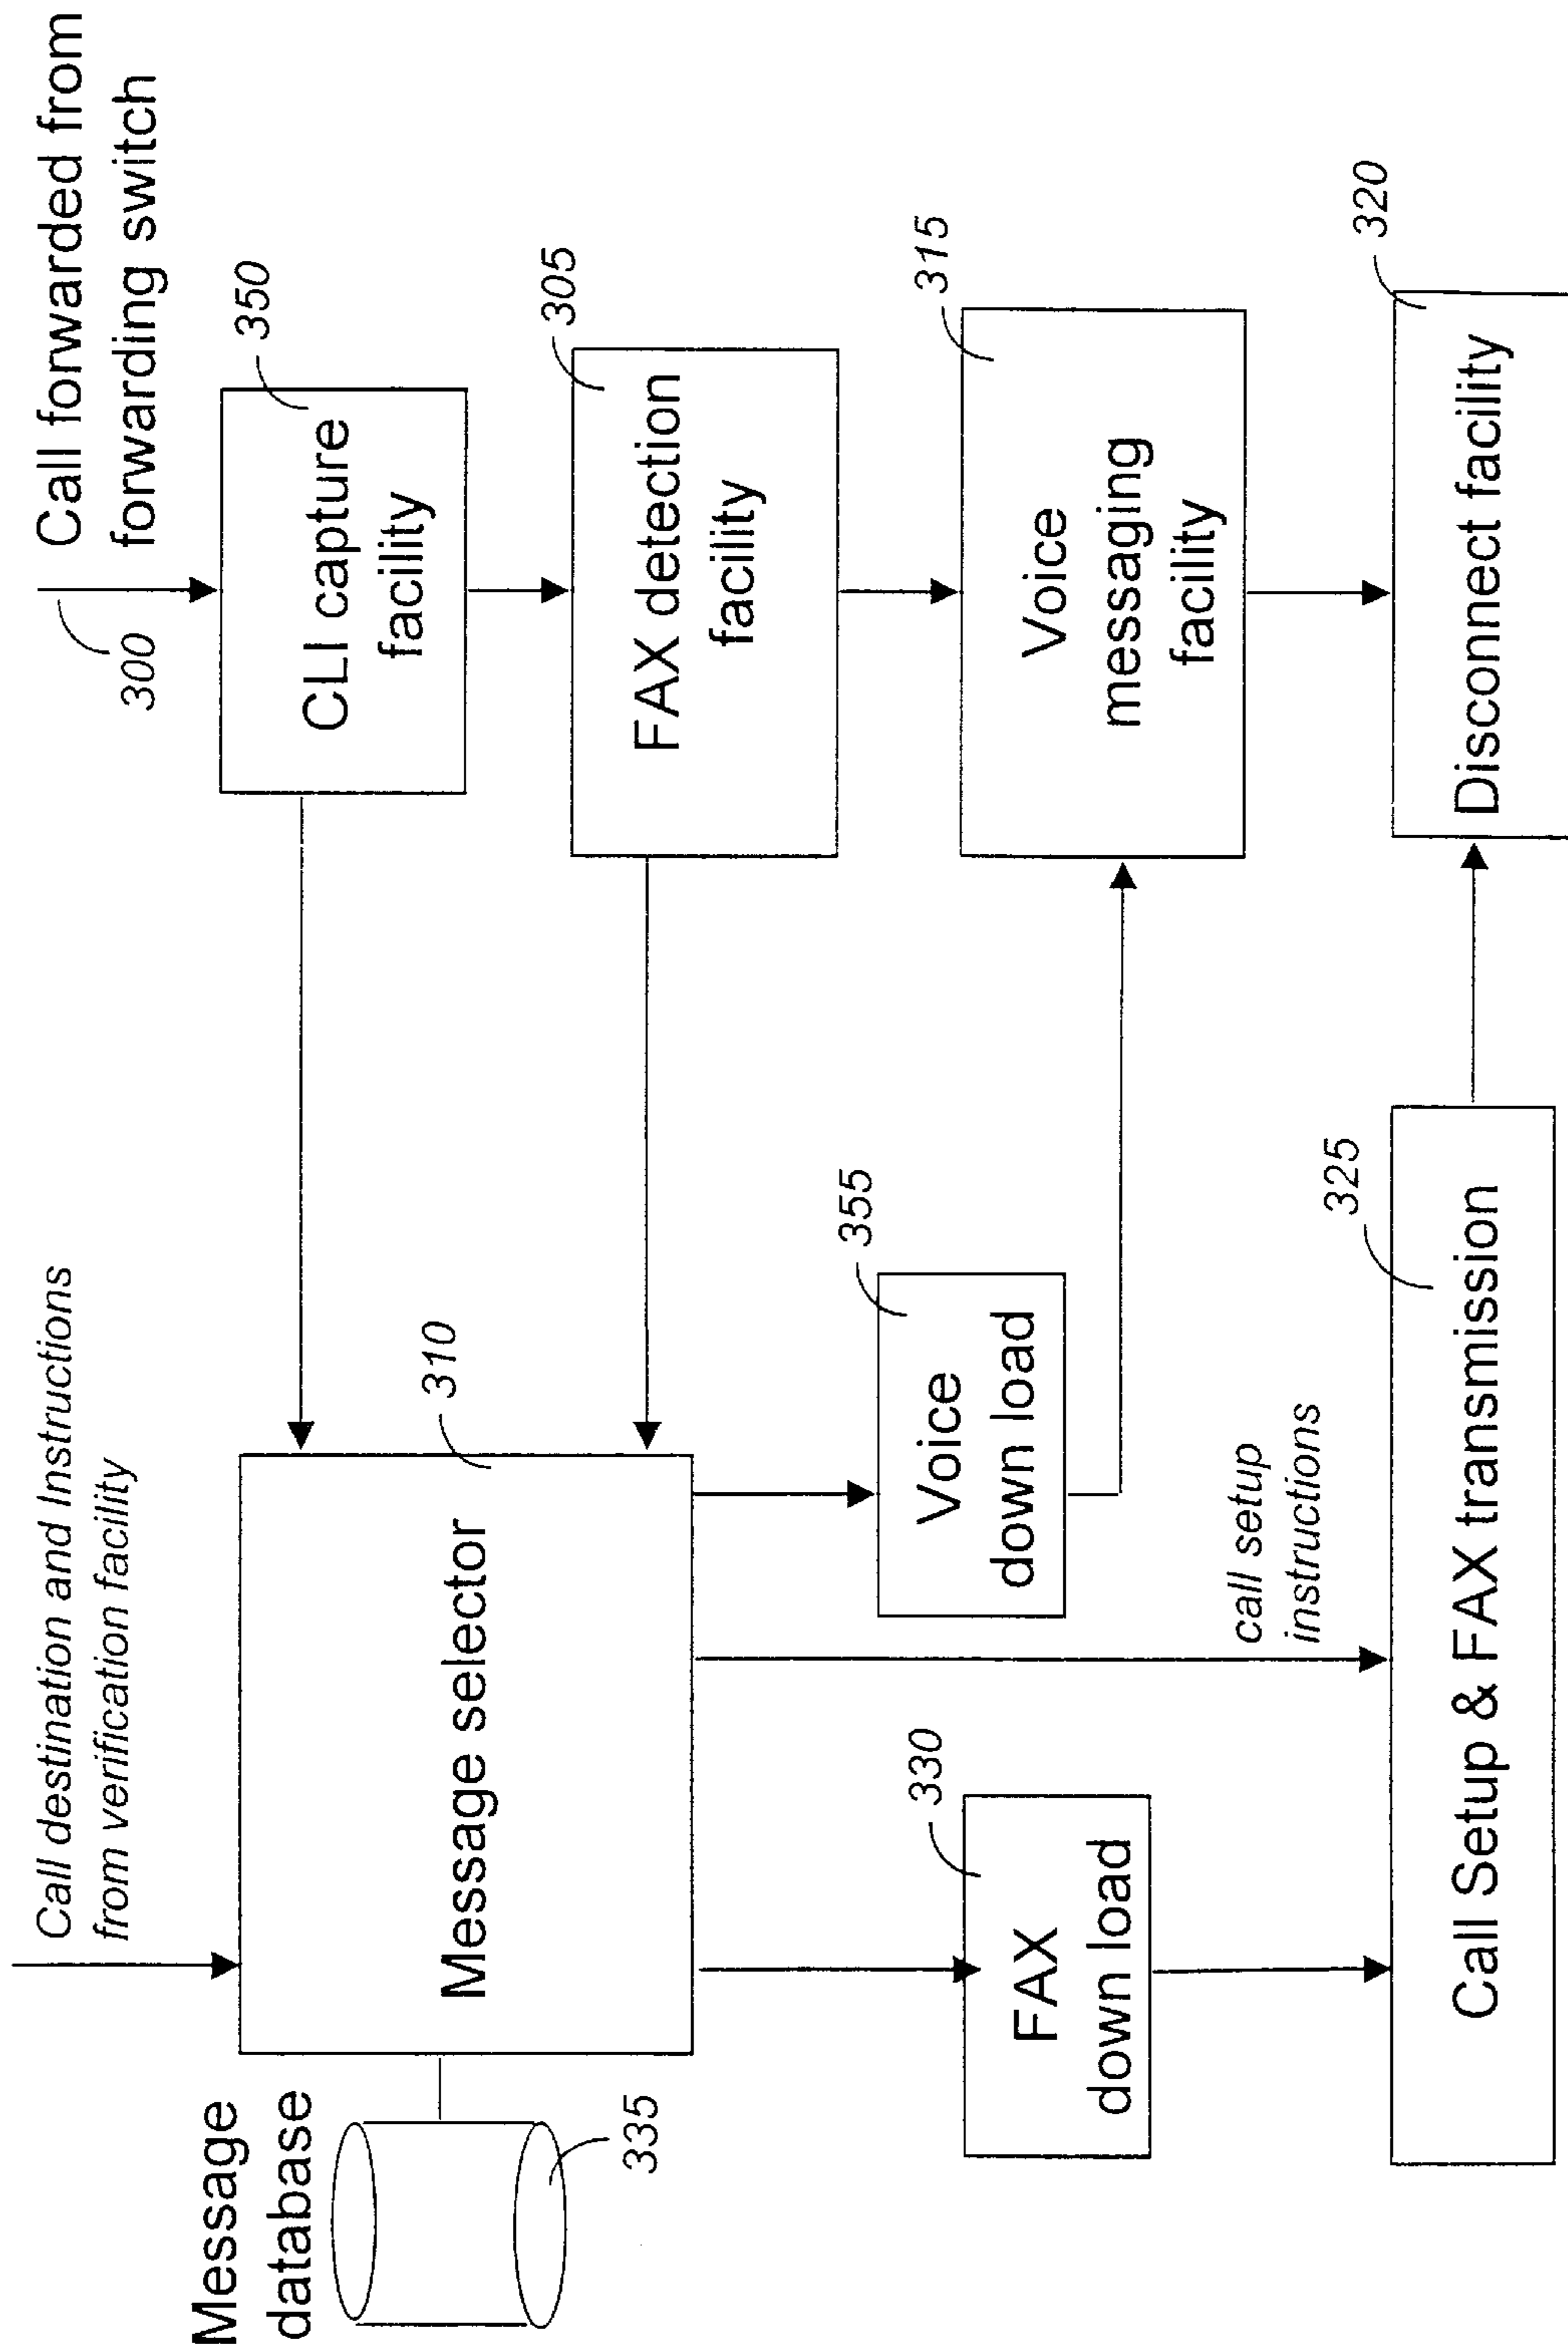 Call destination and Instructions
from verification facility
Call forwarded from
forwarding switch
300
Message
database
335
Message selector
310
CLI capture
facility
350
FAX detection
facility
305
Voice
down load
355
Voice
messaging
facility
315
FAX
down load
330
call setup
instructions
Call Setup & FAX transmission
325
Disconnect facility
320